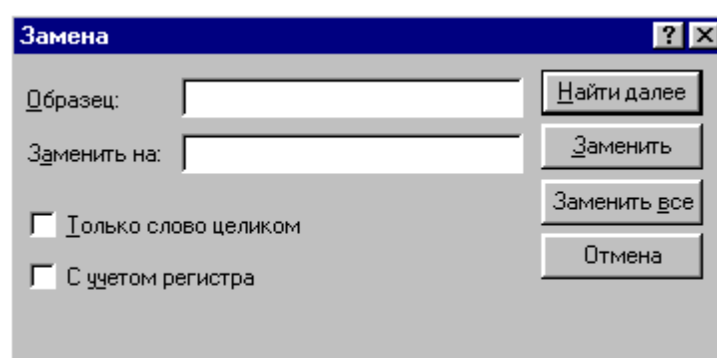 Замена
Образец:
Найти далее
Заменить на:
Заменить
Заменить все
Только слово целиком
Отмена
С учетом регистра